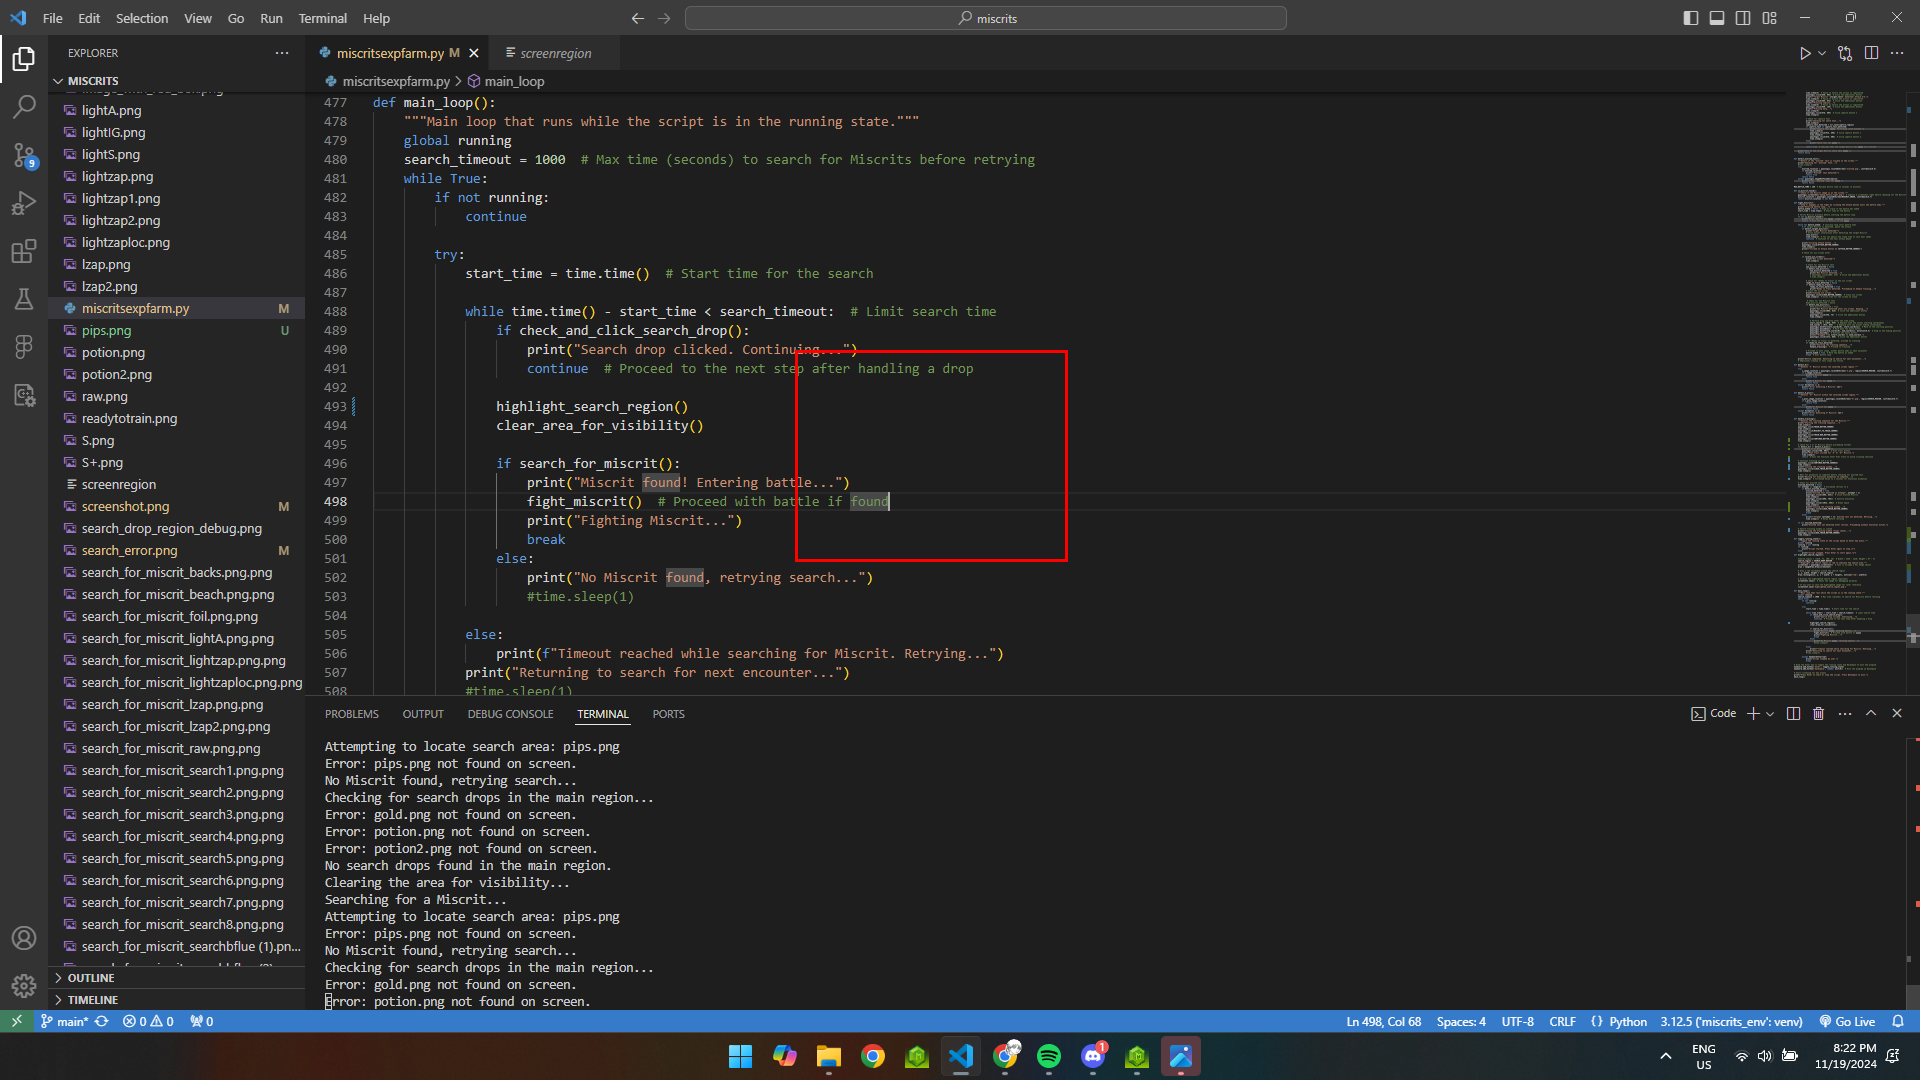 File Edit Selection View Go Run Terminal Help
miscrits
EXPLORER
MISCRITS
lightA.png
lightIG.png
lightS.png
lightzap.png
lightzap1.png
lightzap2.png
lightzaploc.png
lzap.png
lzap2.png
miscritsexpfarm.py M
pips.png U
potion.png
potion2.png
raw.png
readytotrain.png
S.png
S+.png
screenregion
screenshot.png M
search_drop_region_debug.png
search_error.png M
search_for_miscrit_backs.png.png
search_for_miscrit_beach.png.png
search_for_miscrit_foil.png.png
search_for_miscrit_lightA.png.png
search_for_miscrit_lightzap.png.png
search_for_miscrit_lightzaploc.png.png
search_for_miscrit_lzap.png.png
search_for_miscrit_lzap2.png.png
search_for_miscrit_raw.png.png
search_for_miscrit_search1.png.png
search_for_miscrit_search2.png.png
search_for_miscrit_search3.png.png
search_for_miscrit_search4.png.png
search_for_miscrit_search5.png.png
search_for_miscrit_search6.png.png
search_for_miscrit_search7.png.png
search_for_miscrit_search8.png.png
search_for_miscrit_searchbflue (1).pn...
OUTLINE
TIMELINE
9
miscritsexpfarm.py M
screenregion
miscritsexpfarm.py > main_loop
477 def main_loop():
478 """Main loop that runs while the script is in the running state."""
479 global running
480 search_timeout = 1000 # Max time (seconds) to search for Miscrits before retrying
481 while True:
482 if not running:
483 continue
484
485 try:
486 start_time = time.time() # Start time for the search
487
488 while time.time() - start_time < search_timeout: # Limit search time
489 if check_and_click_search_drop():
490 print("Search drop clicked. Continuing...")
491 continue # Proceed to the next step after handling a drop
492
493 highlight_search_region()
494 clear_area_for_visibility()
495
496 if search_for_miscrit():
497 print("Miscrit found! Entering battle...")
498 fight_miscrit() # Proceed with battle if found
499 print("Fighting Miscrit...")
500 break
501 else:
502 print("No Miscrit found, retrying search...")
503 #time.sleep(1)
504
505 else:
506 print(f"Timeout reached while searching for Miscrit. Retrying...")
507 print("Returning to search for next encounter...")
508 #time.sleep(1)
PROBLEMS OUTPUT DEBUG CONSOLE TERMINAL PORTS
Code
Attempting to locate search area: pips.png
Error: pips.png not found on screen.
No Miscrit found, retrying search...
Checking for search drops in the main region...
Error: gold.png not found on screen.
Error: potion.png not found on screen.
Error: potion2.png not found on screen.
No search drops found in the main region.
Clearing the area for visibility...
Searching for a Miscrit...
Attempting to locate search area: pips.png
Error: pips.png not found on screen.
No Miscrit found, retrying search...
Checking for search drops in the main region...
Error: gold.png not found on screen.
Error: potion.png not found on screen.
main* 0 0 0
Ln 498, Col 68 Spaces: 4 UTF-8 CRLF {} Python 3.12.5 ('miscrits_env': venv) Go Live
1
ENG
US
8:22 PM
11/19/2024